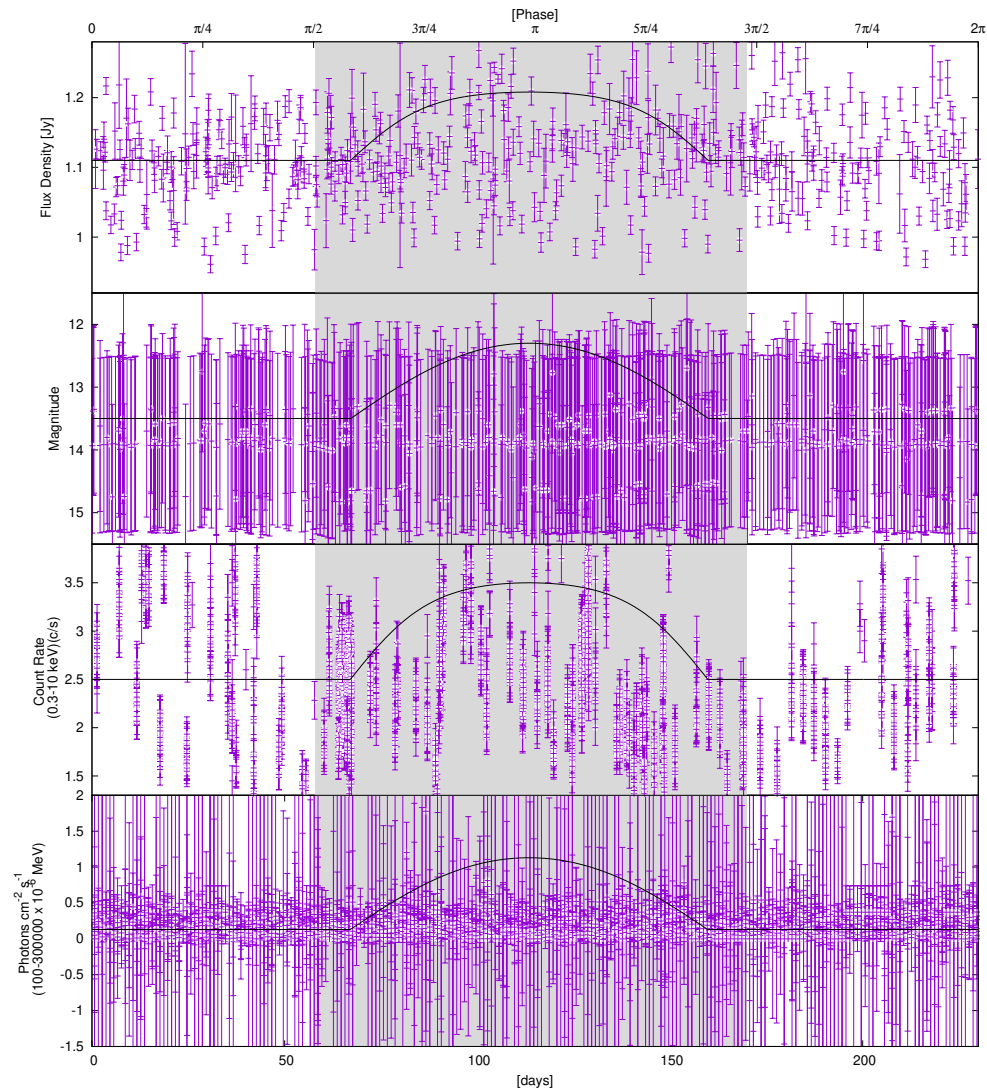 [Phase]
0 π/4 π/2 3π/4 π 5π/4 3π/2 7π/4 2π
1.2
1.1
1
Flux Density [Jy]
12
13
14
15
Magnitude
3.5
3
2.5
2
1.5
Count Rate
(0.3-10 keV)(c/s)
2
1.5
1
0.5
0
-0.5
-1
-1.5
Photons cm⁻² s⁻¹
(100-300000 x 10⁻⁶ MeV)
0 50 100 150 200
[days]